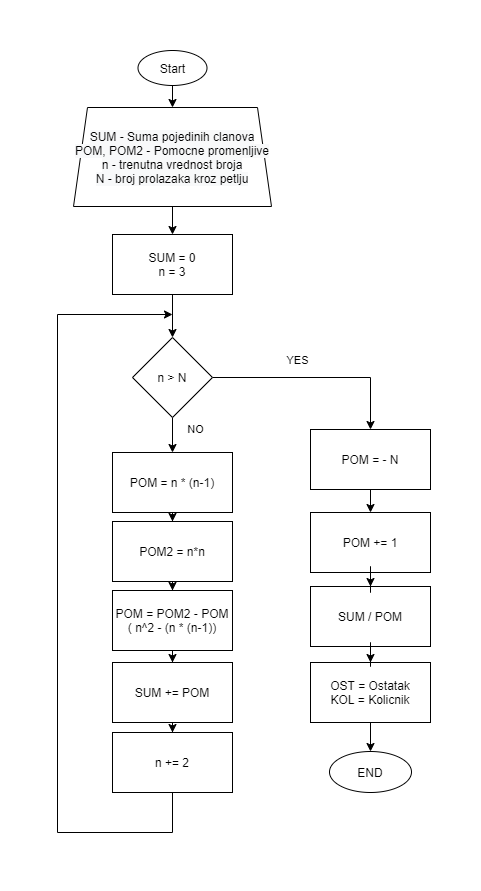 Start
SUM - Suma pojedinih clanova
POM, POM2 - Pomocne promenljive
n - trenutna vrednost broja
N - broj prolazaka kroz petlju
SUM = 0
n = 3
n > N
YES
NO
POM = n * (n-1)
POM2 = n*n
POM = POM2 - POM
( n^2 - (n * (n-1))
SUM += POM
n += 2
POM = - N
POM += 1
SUM / POM
OST = Ostatak
KOL = Kolicnik
END